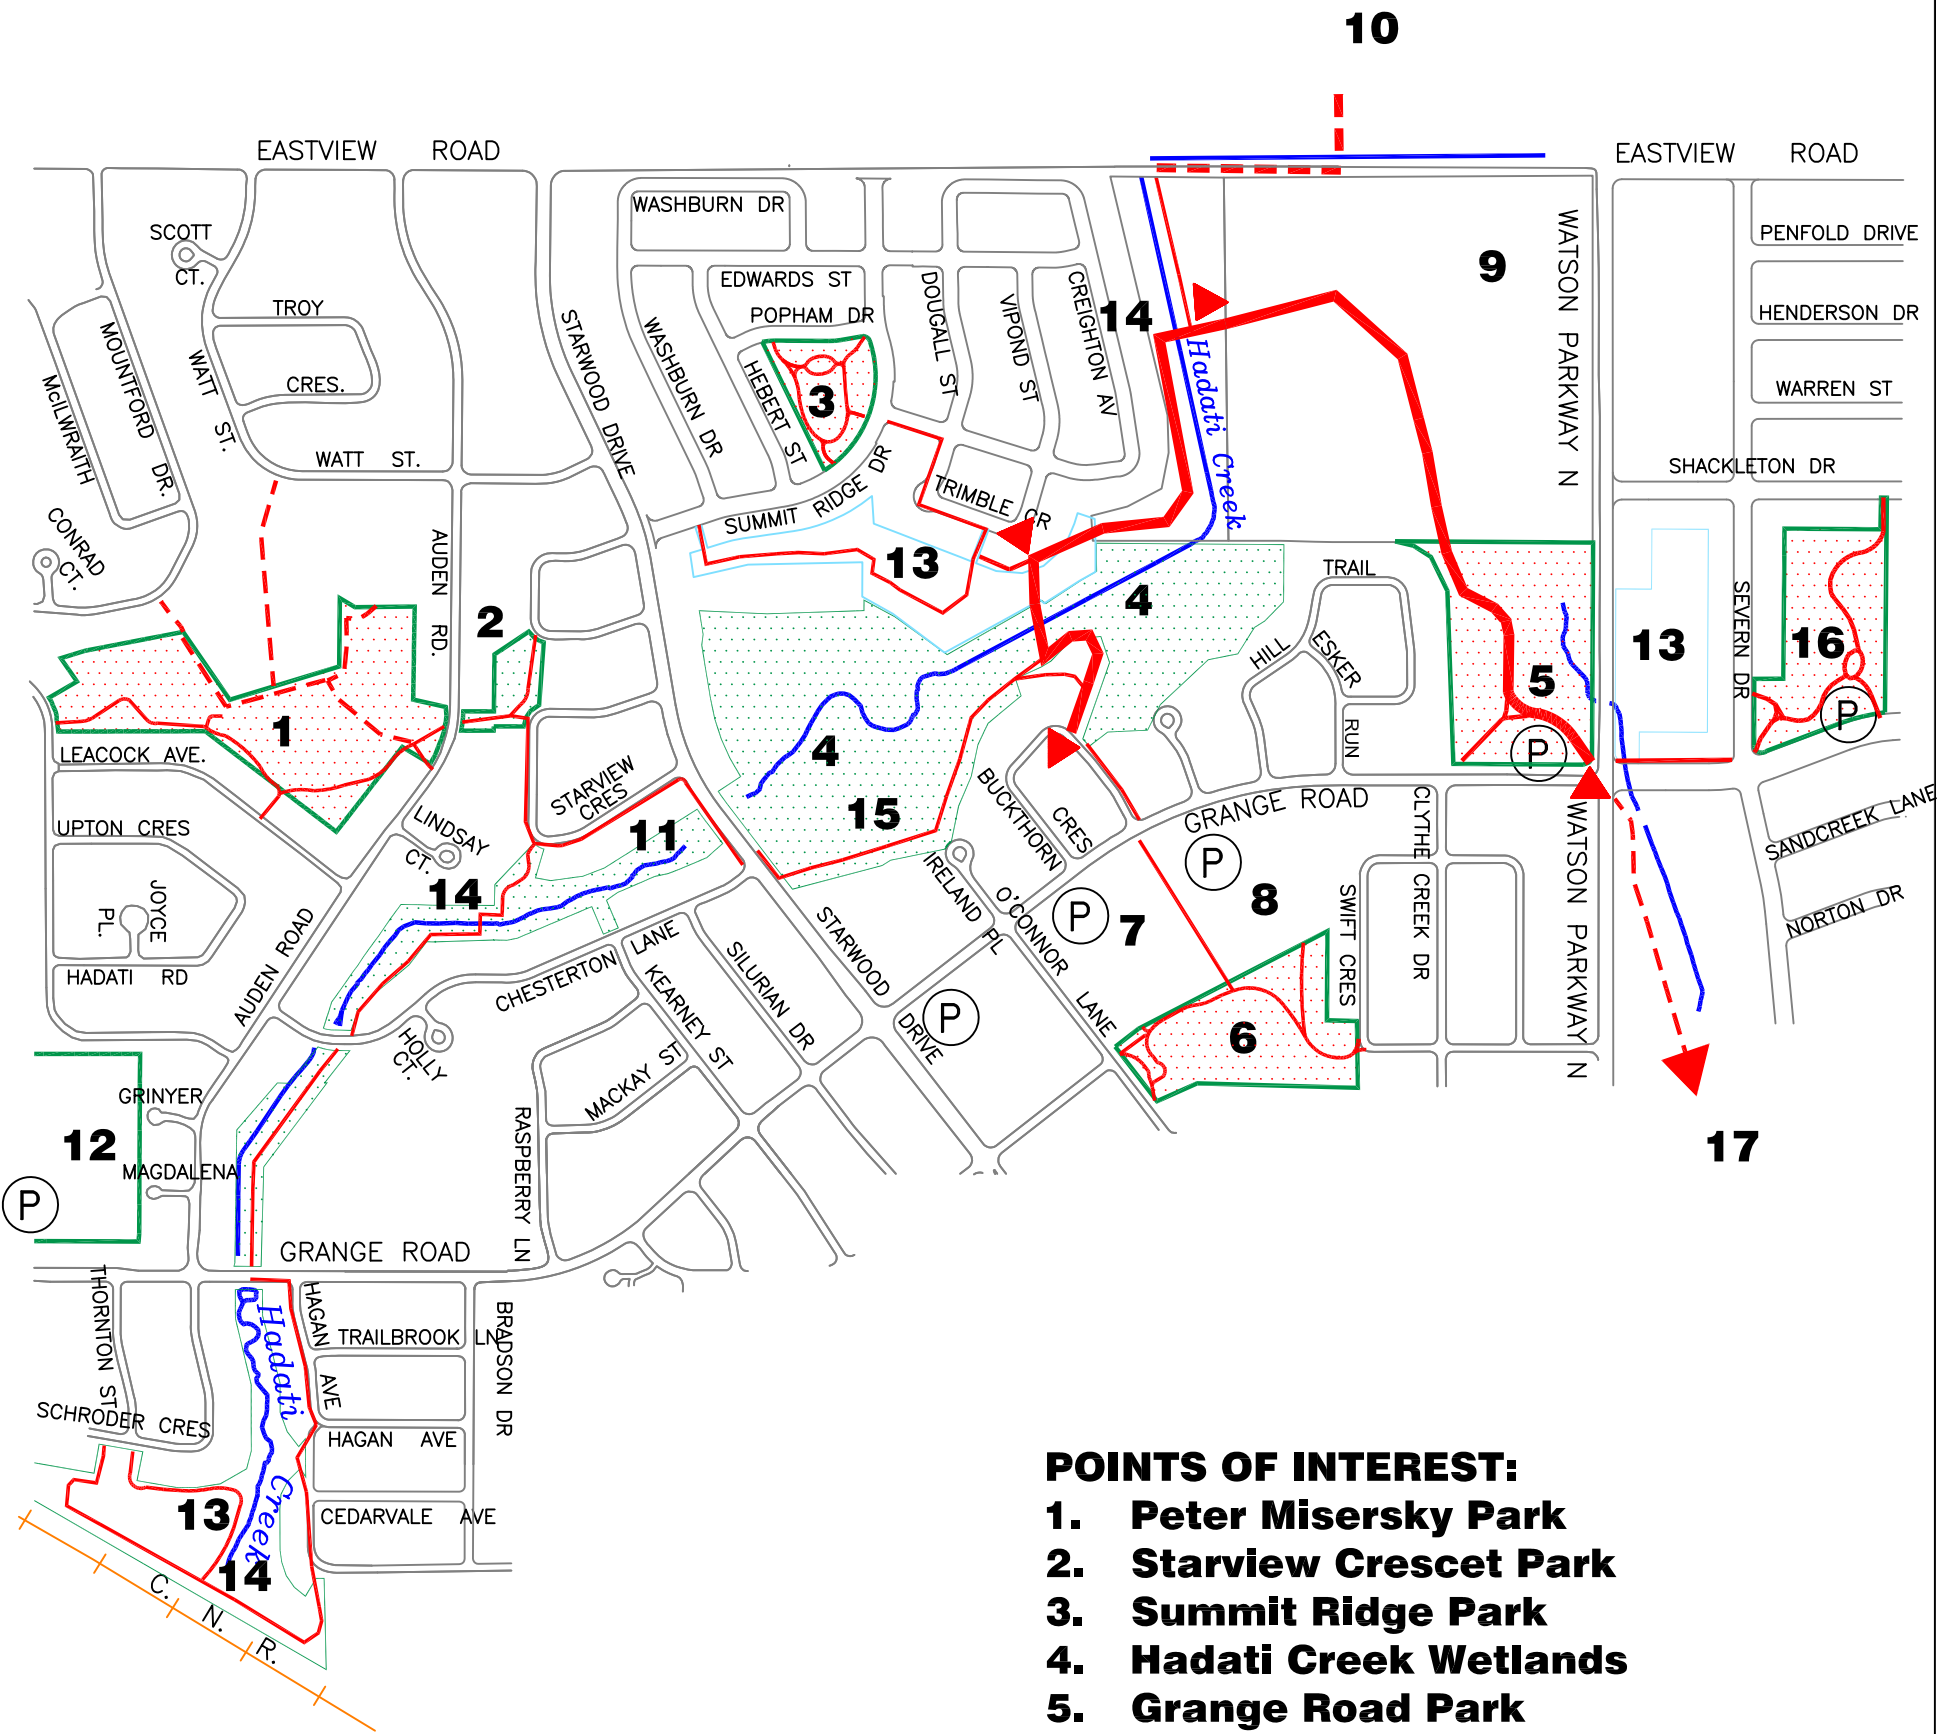 10
EASTVIEW ROAD
EASTVIEW ROAD
WASHBURN DR
SCOTT
CT.
PENFOLD DRIVE
WATSON PARKWAY N
9
EDWARDS ST
TROY
POPHAM DR
DOUGALL ST
VIPOND ST
CREIGHTON AV
14
HENDERSON DR
STARWOOD DRIVE
WASHBURN DR
MOUNTFORD DR.
McILWRAITH
WATT ST.
CRES.
HEBERT ST
3
Hadati Creek
WARREN ST
WATT ST.
SHACKLETON DR
SUMMIT RIDGE DR
TRIMBLE CR
CONRAD
CT.
AUDEN RD.
13
TRAIL
4
2
SEVERN DR
13
16
HILL
ESKER
5
RUN
1
P
P
LEACOCK AVE.
4
STARVIEW
CRES
BUCKTHORN
CRES
15
GRANGE ROAD
CLYTHE CREEK DR
WATSON PARKWAY N
SANDCREEK LANE
UPTON CRES
LINDSAY
CT.
11
P
IRELAND PL
14
SWIFT CRES
8
JOYCE
PL.
O'CONNOR LANE
P
7
NORTON DR
STARWOOD DRIVE
AUDEN ROAD
CHESTERTON LANE
SILURIAN DR
KEARNEY ST
HADATI RD
P
6
HOLLY
CT.
MACKAY ST
GRINYER
RASPBERRY LN
12
MAGDALENA
17
P
GRANGE ROAD
THORNTON ST
HAGAN AVE
Hadati Creek
TRAILBROOK LN
BRADSON DR
SCHRODER CRES
HAGAN AVE
13
CEDARVALE AVE
14
C. N. R.
POINTS OF INTEREST:
1. Peter Misersky Park
2. Starview Crescet Park
3. Summit Ridge Park
4. Hadati Creek Wetlands
5. Grange Road Park